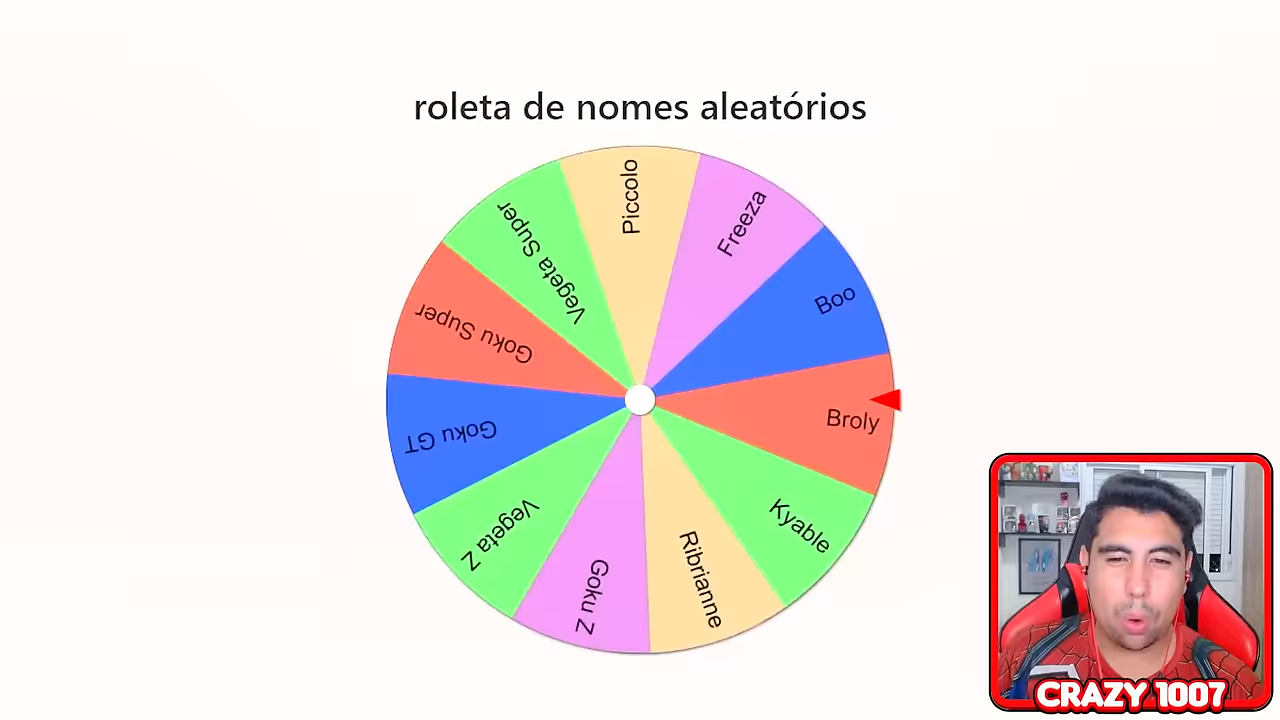 roleta de nomes aleatórios
Piccolo
Freeza
Boo
Broly
Kyable
Ribrianne
Goku Z
Vegeta Z
Goku GT
Goku Super
Vegeta Super
CRAZY 1007